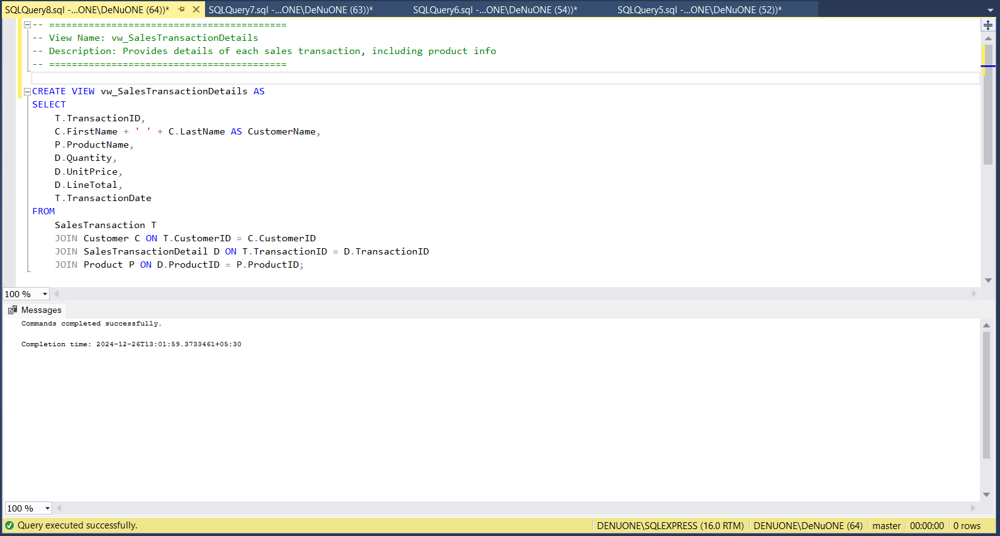 SQLQuery8.sql -...ONE\DeNuONE (64))* SQLQuery7.sql -...ONE\DeNuONE (63))* SQLQuery6.sql -...ONE\DeNuONE (54))* SQLQuery5.sql -...ONE\DeNuONE (52))*
-- ==========================================
-- View Name: vw_SalesTransactionDetails
-- Description: Provides details of each sales transaction, including product info
-- ==========================================
CREATE VIEW vw_SalesTransactionDetails AS
SELECT
    T.TransactionID,
    C.FirstName + ' ' + C.LastName AS CustomerName,
    P.ProductName,
    D.Quantity,
    D.UnitPrice,
    D.LineTotal,
    T.TransactionDate
FROM
    SalesTransaction T
    JOIN Customer C ON T.CustomerID = C.CustomerID
    JOIN SalesTransactionDetail D ON T.TransactionID = D.TransactionID
    JOIN Product P ON D.ProductID = P.ProductID;
100 %
Messages
Commands completed successfully.
Completion time: 2024-12-26T13:01:59.3733461+05:30
100 %
Query executed successfully. DENUONE\SQLEXPRESS (16.0 RTM) DENUONE\DeNuONE (64) master 00:00:00 0 rows